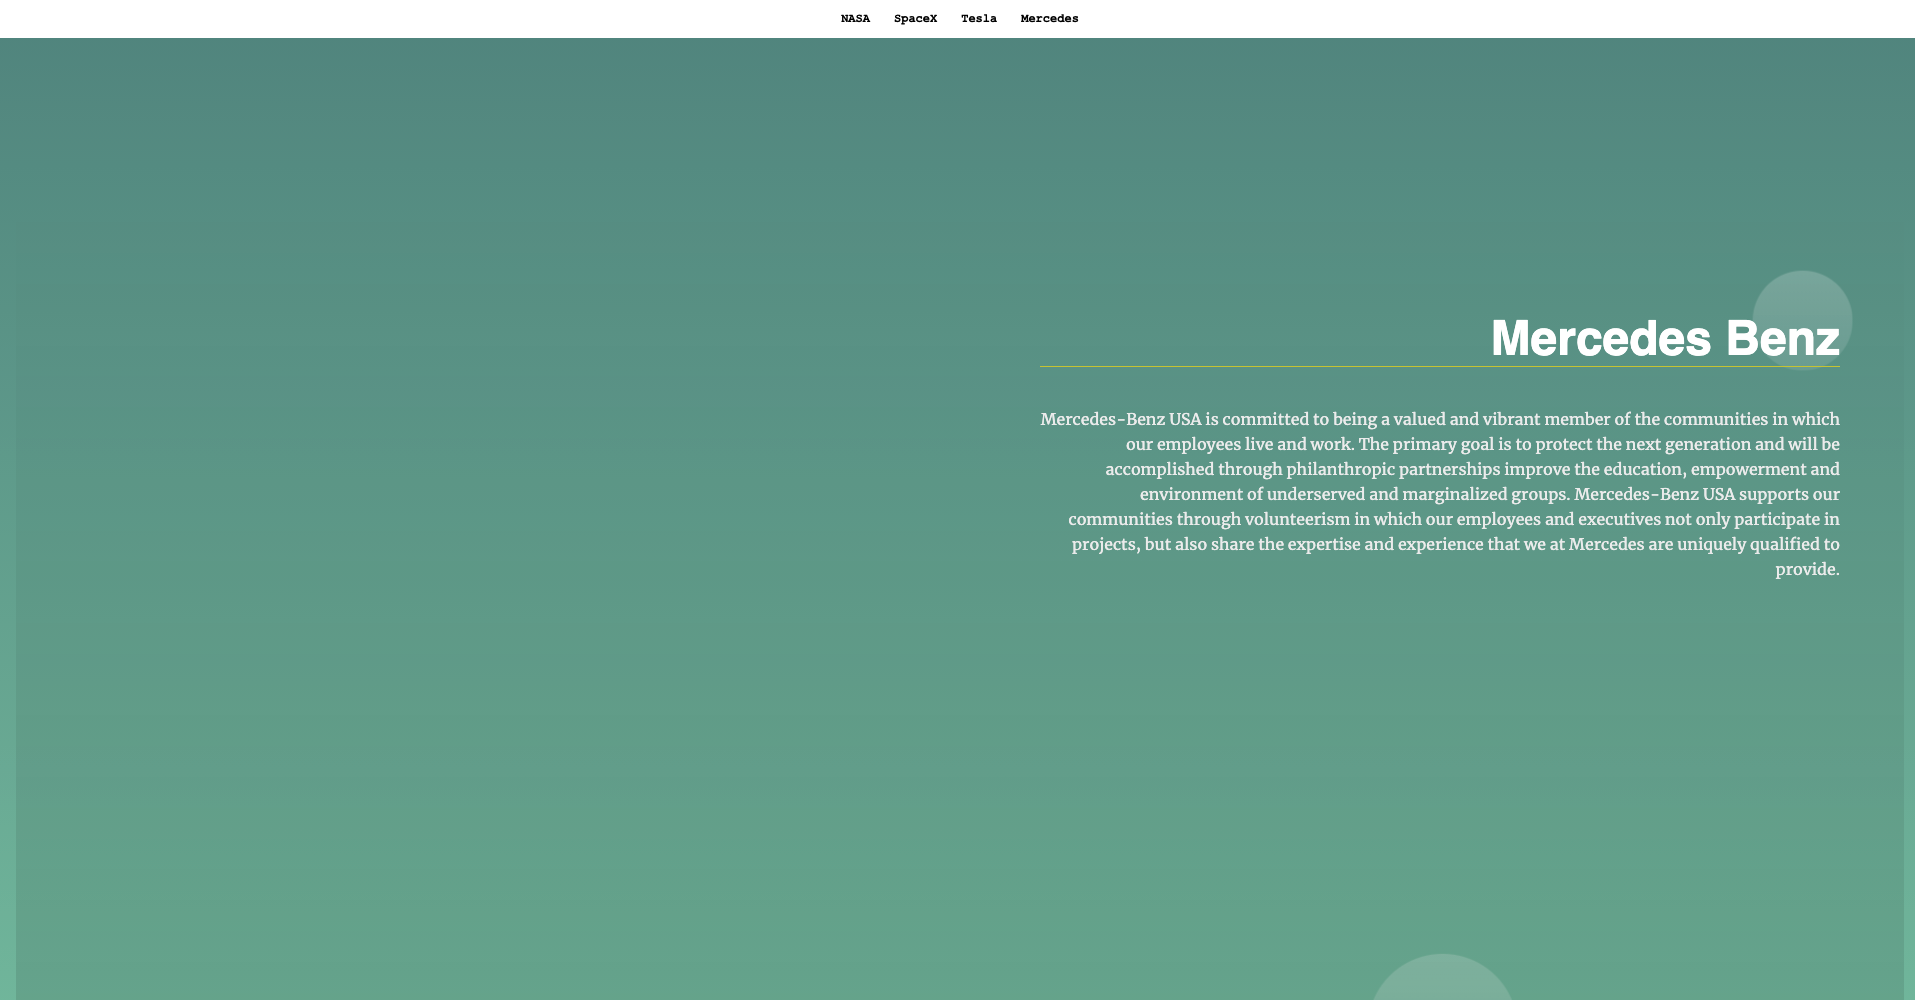 NASA SpaceX Tesla Mercedes
Mercedes Benz
Mercedes-Benz USA is committed to being a valued and vibrant member of the communities in which
our employees live and work. The primary goal is to protect the next generation and will be
accomplished through philanthropic partnerships improve the education, empowerment and
environment of underserved and marginalized groups. Mercedes-Benz USA supports our
communities through volunteerism in which our employees and executives not only participate in
projects, but also share the expertise and experience that we at Mercedes are uniquely qualified to
provide.